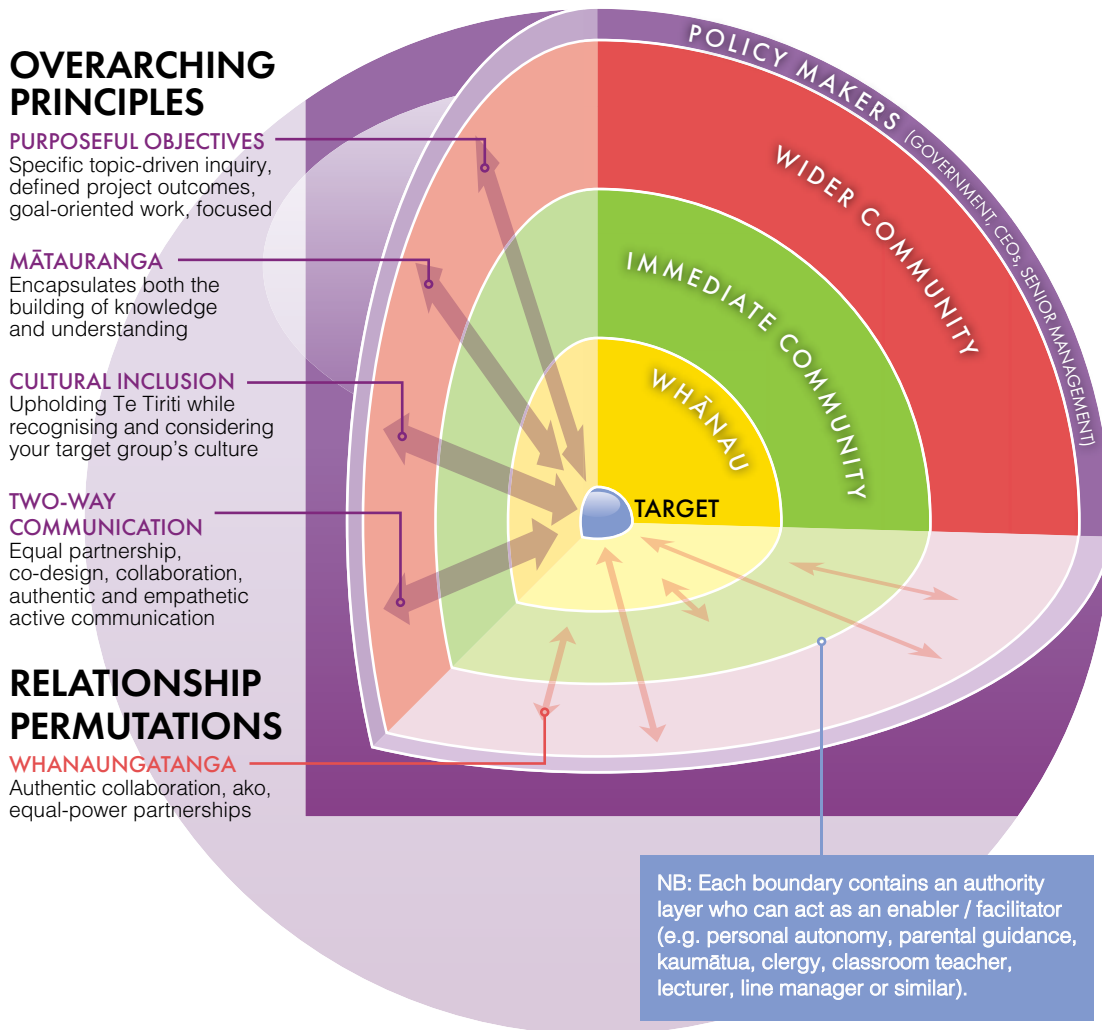 OVERARCHING
PRINCIPLES
PURPOSEFUL OBJECTIVES
Specific topic-driven inquiry,
defined project outcomes,
goal-oriented work, focused
MĀTAURANGA
Encapsulates both the
building of knowledge
and understanding
CULTURAL INCLUSION
Upholding Te Tiriti while
recognising and considering
your target group’s culture
TWO-WAY
COMMUNICATION
Equal partnership,
co-design, collaboration,
authentic and empathetic
active communication
RELATIONSHIP
PERMUTATIONS
WHANAUNGATANGA
Authentic collaboration, ako,
equal-power partnerships
POLICY MAKERS (GOVERNMENT, CEOs, SENIOR MANAGEMENT)
WIDER COMMUNITY
IMMEDIATE COMMUNITY
WHĀNAU
TARGET
NB: Each boundary contains an authority
layer who can act as an enabler / facilitator
(e.g. personal autonomy, parental guidance,
kaumātua, clergy, classroom teacher,
lecturer, line manager or similar).